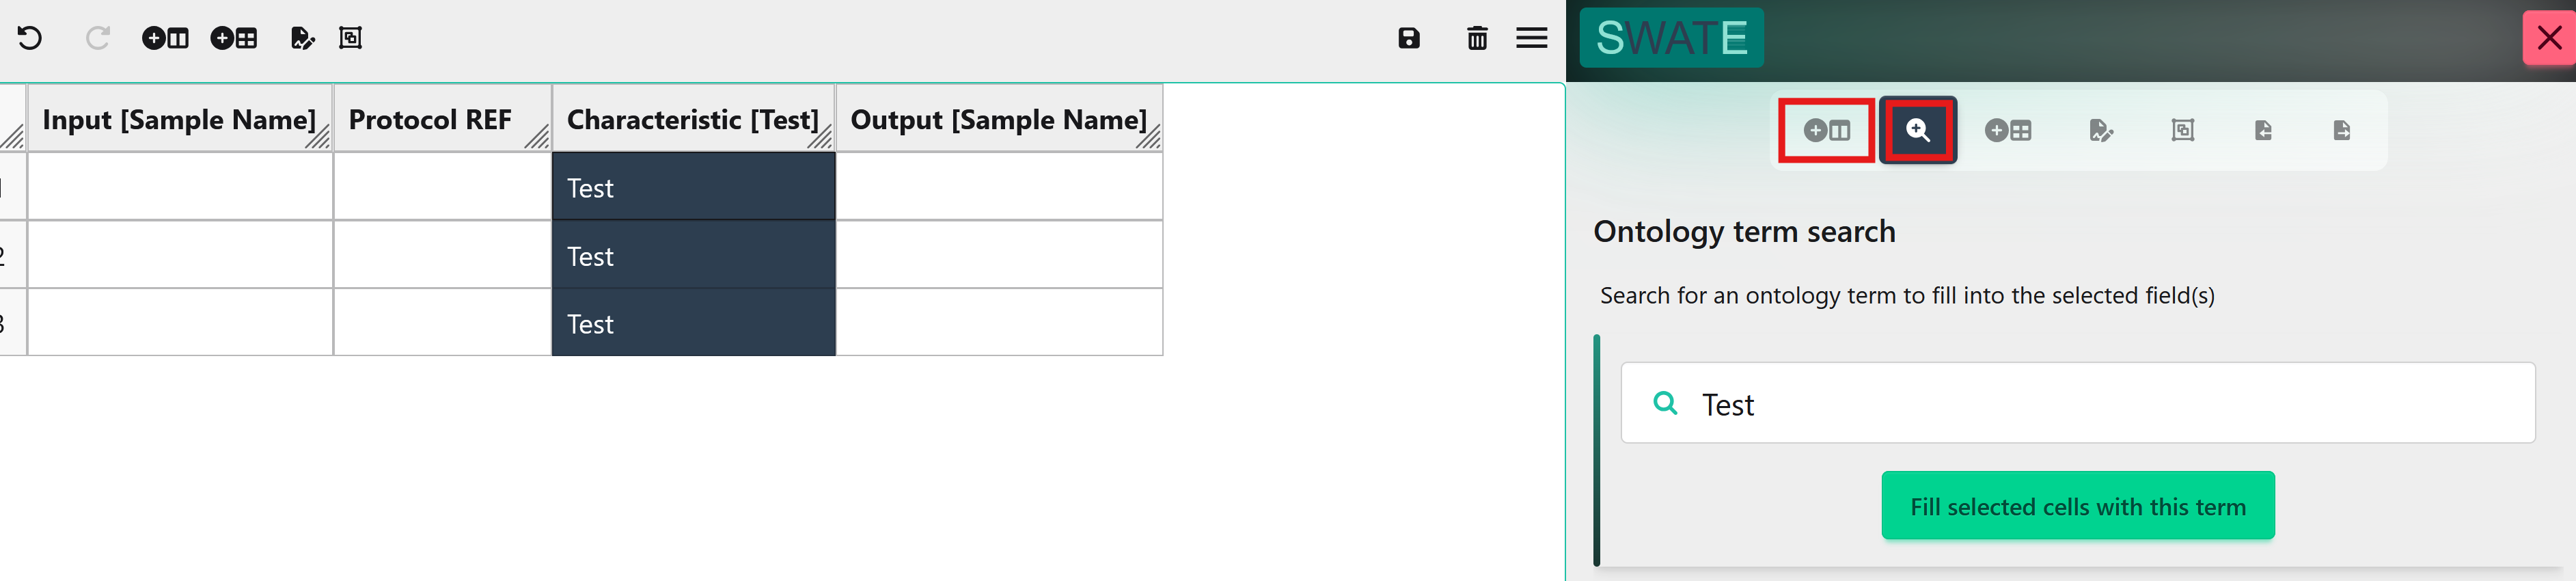 SWATE
Input [Sample Name] Protocol REF Characteristic [Test] Output [Sample Name]
1 Test
2 Test
3 Test
Ontology term search
Search for an ontology term to fill into the selected field(s)
Test
Fill selected cells with this term